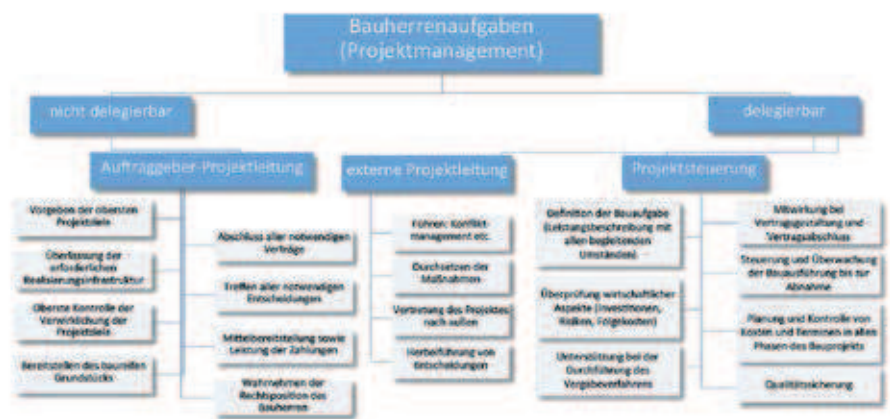 Bauherrenaufgaben
(Projektmanagement)
nicht delegierbar
delegierbar
Auftraggeber-Projektleitung
externe Projektleitung
Projektsteuerung
Vorgeben der obersten
Projektziele
Überlassung der
erforderlichen
Realisierungsinfrastruktur
Oberste Kontrolle der
Verwirklichung der
Projektziele
Bereitstellen des baureifen
Grundstücks
Abschluss aller notwendigen
Verträge
Treffen aller notwendigen
Entscheidungen
Mittelbereitstellung sowie
Leistung der Zahlungen
Wahrnehmen der
Rechtsposition des
Bauherren
Führen: Konflikt-
management etc.
Durchsetzen der
Maßnahmen
Vertretung des Projektes
nach außen
Herbeiführung von
Entscheidungen
Definition der Bauaufgabe
(Leistungsbeschreibung mit
allen begleitenden
Umständen)
Überprüfung wirtschaftlicher
Aspekte (Investitionen,
Risiken, Folgekosten)
Unterstützung bei der
Durchführung des
Vergabeverfahrens
Mitwirkung bei
Vertragsgestaltung und
Vertragsabschluss
Steuerung und Überwachung
der Bauausführung bis zur
Abnahme
Planung und Kontrolle von
Kosten und Terminen in allen
Phasen des Bauprojekts
Qualitätssicherung